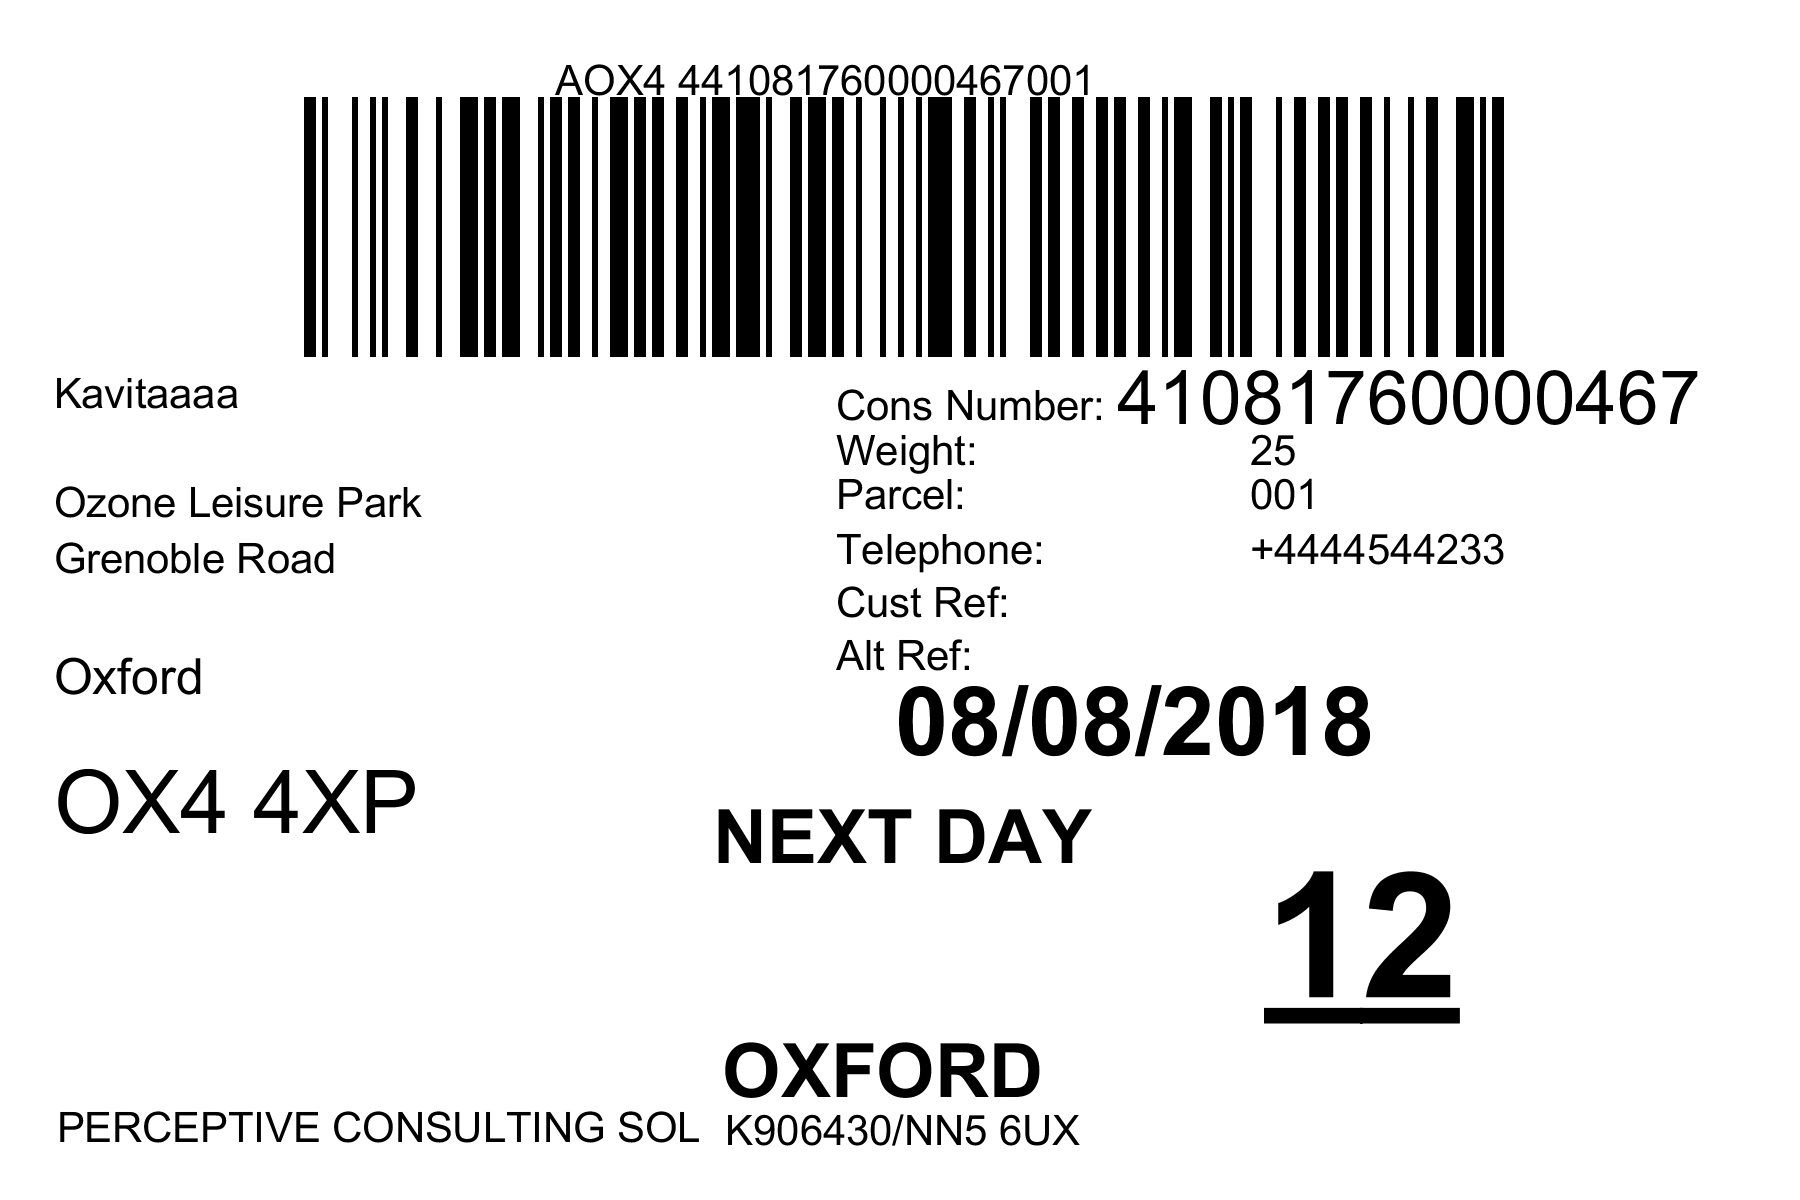 AOX4 441081760000467001
Kavitaaaa
Ozone Leisure Park
Grenoble Road
Oxford
OX4 4XP
Cons Number: 41081760000467
Weight: 25
Parcel: 001
Telephone: +4444544233
Cust Ref:
Alt Ref:
08/08/2018
NEXT DAY
12
OXFORD
PERCEPTIVE CONSULTING SOL K906430/NN5 6UX